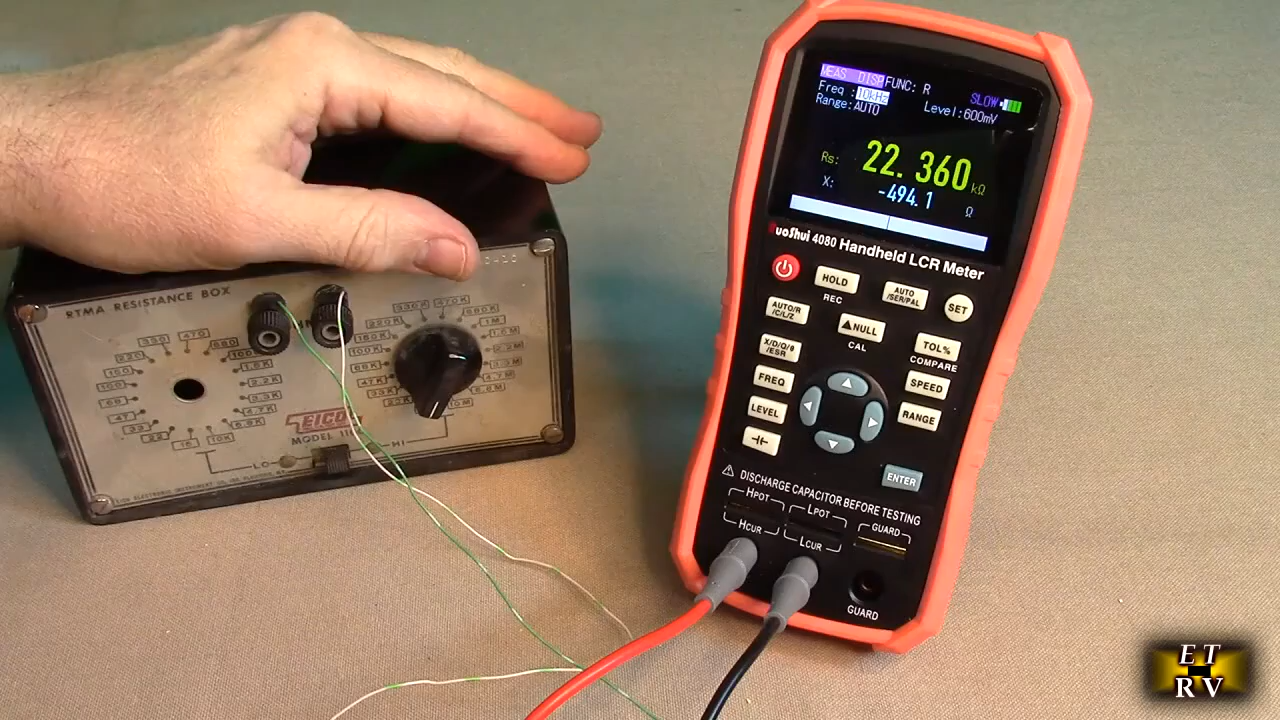 MEAS DISP FUNC: R
Freq :10kHz
SLOW
Range:AUTO
Level:600mV
Rs: 22.360 kΩ
X: -494.1 Ω
4080 Handheld LCR Meter
HOLD
REC
AUTO
/SER/PAL
SET
AUTO/R
/C/L/Z
▲NULL
CAL
TOL%
COMPARE
X/D/Q/θ
/ESR
FREQ
SPEED
LEVEL
RANGE
ENTER
⚠ DISCHARGE CAPACITOR BEFORE TESTING
HPOT
LPOT
GUARD
HCUR
LCUR
GUARD
RTMA RESISTANCE BOX
330K
470K
680K
220K
1M
150K
1.5M
100K
2.2M
68K
3.3M
47K
4.7M
33K
6.8M
22K
10M
330
470
680
220
1000
150
1.5K
100
2.2K
68
3.3K
47
4.7K
33
6.8K
22
15
10K
EICO
MODEL 11
LO
HI
ET
RV